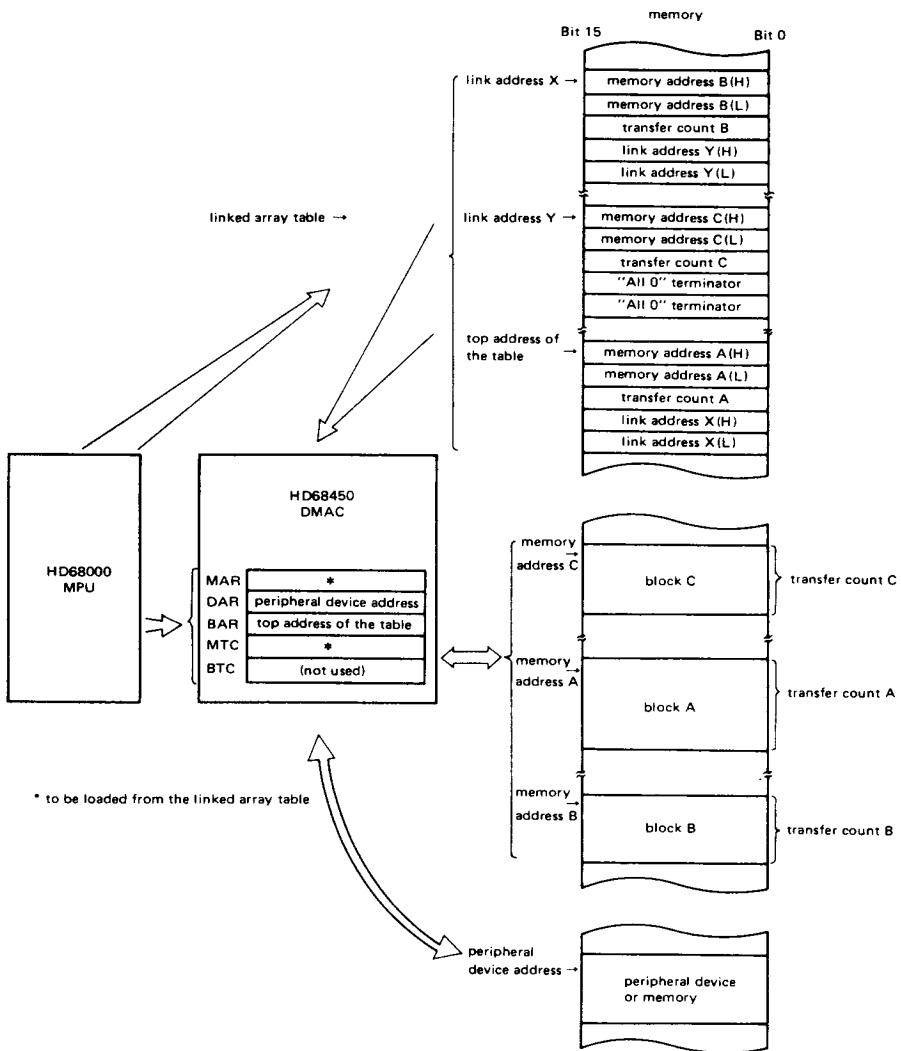 memory
Bit 15
Bit 0
link address X →
memory address B(H)
memory address B(L)
transfer count B
link address Y(H)
link address Y(L)
linked array table →
link address Y →
memory address C(H)
memory address C(L)
transfer count C
"All 0" terminator
"All 0" terminator
top address of
the table →
memory address A(H)
memory address A(L)
transfer count A
link address X(H)
link address X(L)
HD68000
MPU
HD68450
DMAC
MAR *
DAR peripheral device address
BAR top address of the table
MTC *
BTC (not used)
* to be loaded from the linked array table
memory →
address C
block C
transfer count C
memory →
address A
block A
transfer count A
memory →
address B
block B
transfer count B
peripheral
device address →
peripheral device
or memory